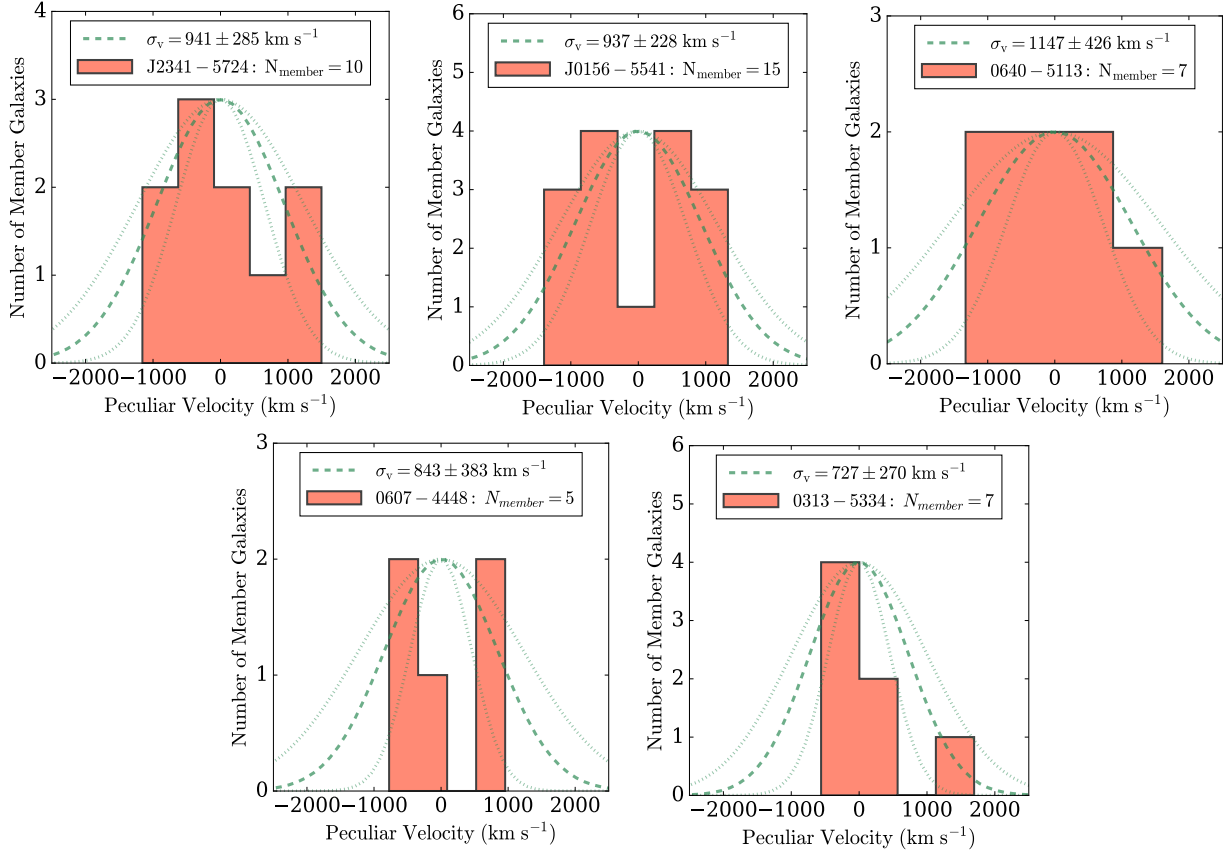 4
3
2
1
0
Number of Member Galaxies
σv = 941 ± 285 km s⁻¹
J2341 − 5724: Nmember = 10
−2000 −1000 0 1000 2000
Peculiar Velocity (km s⁻¹)
6
5
4
3
2
1
0
Number of Member Galaxies
σv = 937 ± 228 km s⁻¹
J0156 − 5541: Nmember = 15
−2000 −1000 0 1000 2000
Peculiar Velocity (km s⁻¹)
3
2
1
0
Number of Member Galaxies
σv = 1147 ± 426 km s⁻¹
0640 − 5113: Nmember = 7
−2000 −1000 0 1000 2000
Peculiar Velocity (km s⁻¹)
3
2
1
0
Number of Member Galaxies
σv = 843 ± 383 km s⁻¹
0607 − 4448: Nmember = 5
−2000 −1000 0 1000 2000
Peculiar Velocity (km s⁻¹)
6
5
4
3
2
1
0
Number of Member Galaxies
σv = 727 ± 270 km s⁻¹
0313 − 5334: Nmember = 7
−2000 −1000 0 1000 2000
Peculiar Velocity (km s⁻¹)